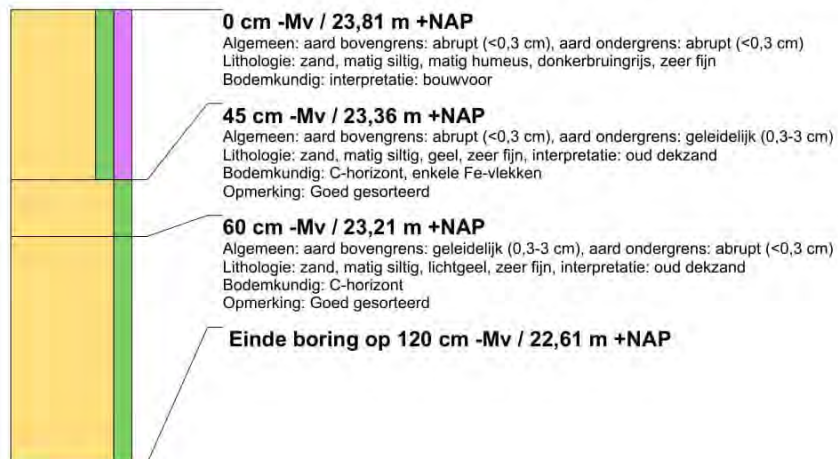 0 cm -Mv / 23,81 m +NAP
Algemeen: aard bovengrens: abrupt (<0,3 cm), aard ondergrens: abrupt (<0,3 cm)
Lithologie: zand, matig siltig, matig humeus, donkerbruingrijs, zeer fijn
Bodemkundig: interpretatie: bouwvoor
45 cm -Mv / 23,36 m +NAP
Algemeen: aard bovengrens: abrupt (<0,3 cm), aard ondergrens: geleidelijk (0,3-3 cm)
Lithologie: zand, matig siltig, geel, zeer fijn, interpretatie: oud dekzand
Bodemkundig: C-horizont, enkele Fe-vlekken
Opmerking: Goed gesorteerd
60 cm -Mv / 23,21 m +NAP
Algemeen: aard bovengrens: geleidelijk (0,3-3 cm), aard ondergrens: abrupt (<0,3 cm)
Lithologie: zand, matig siltig, lichtgeel, zeer fijn, interpretatie: oud dekzand
Bodemkundig: C-horizont
Opmerking: Goed gesorteerd
Einde boring op 120 cm -Mv / 22,61 m +NAP